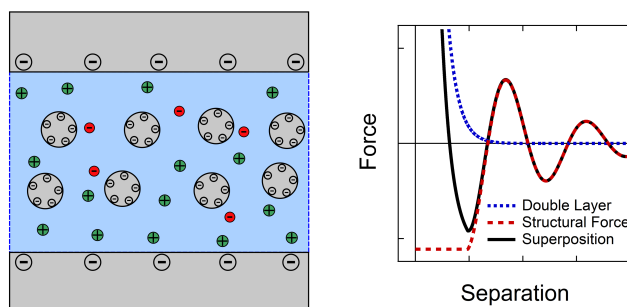 Force
Double Layer
Structural Force
Superposition
Separation